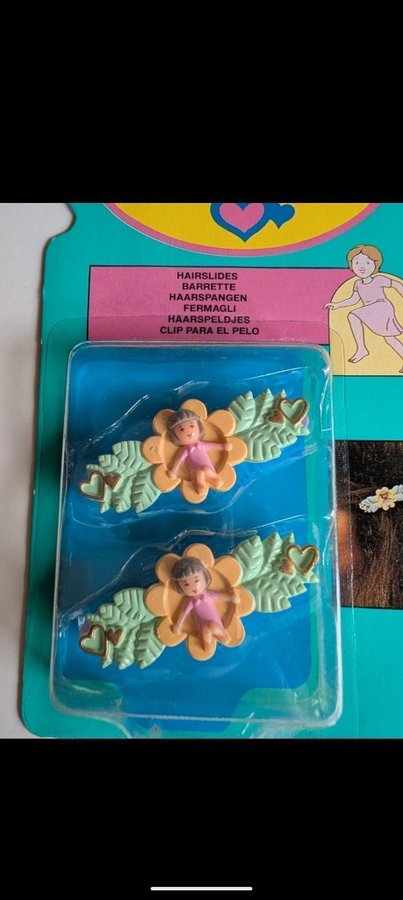 HAIRSLIDES
BARRETTE
HAARSPANGEN
FERMAGLI
HAARSPELDJES
CLIP PARA EL PELO